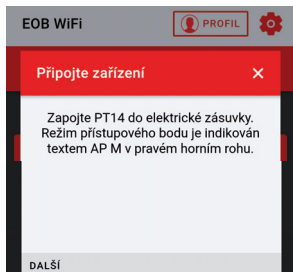 EOB WiFi
PROFIL
Připojte zařízení
Zapojte PT14 do elektrické zásuvky.
Režim přístupového bodu je indikován
textem AP M v pravém horním rohu.
DALŠÍ